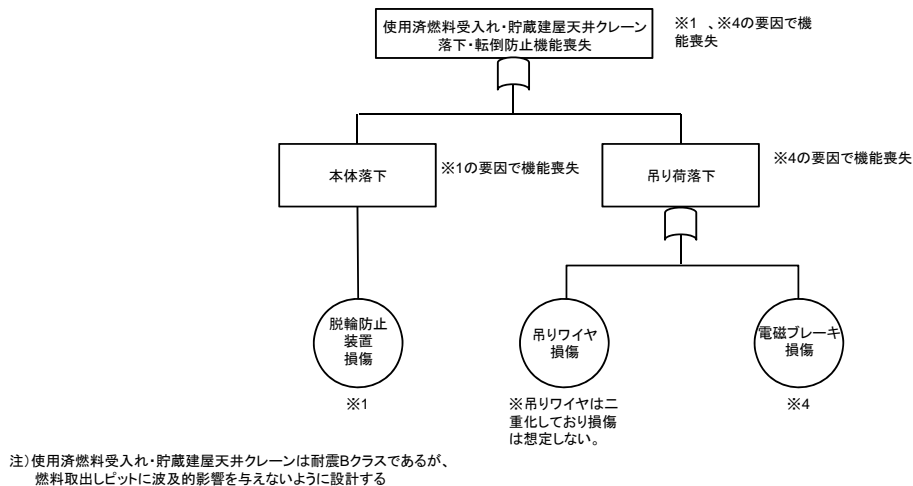 使用済燃料受入れ・貯蔵建屋天井クレーン
落下・転倒防止機能喪失
※1 、※4の要因で機
能喪失
本体落下
※1の要因で機能喪失
吊り荷落下
※4の要因で機能喪失
脱輪防止
装置
損傷
※1
吊りワイヤ
損傷
※吊りワイヤは二
重化しており損傷
は想定しない。
電磁ブレーキ
損傷
※4
注)使用済燃料受入れ・貯蔵建屋天井クレーンは耐震Bクラスであるが、
燃料取出しピットに波及的影響を与えないように設計する